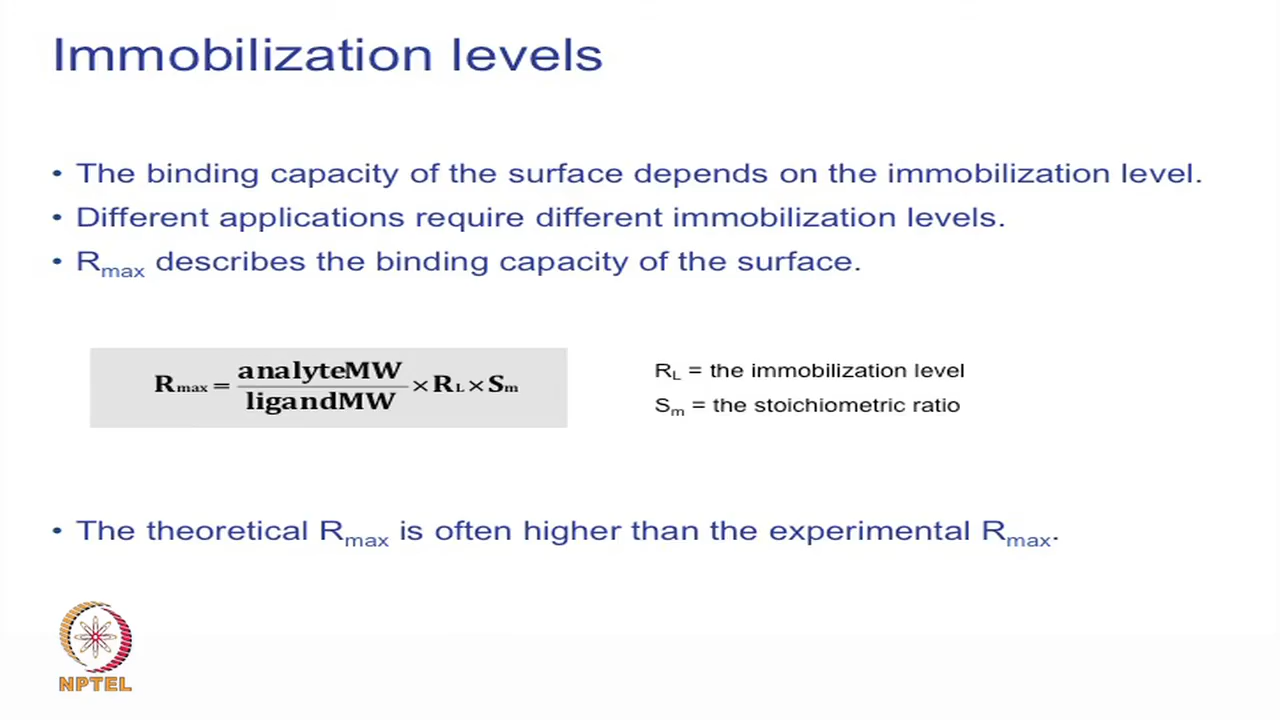 Immobilization levels
• The binding capacity of the surface depends on the immobilization level.
• Different applications require different immobilization levels.
• Rmax describes the binding capacity of the surface.
Rmax = analyteMW / ligandMW × RL × Sm
RL = the immobilization level
Sm = the stoichiometric ratio
• The theoretical Rmax is often higher than the experimental Rmax.
NPTEL